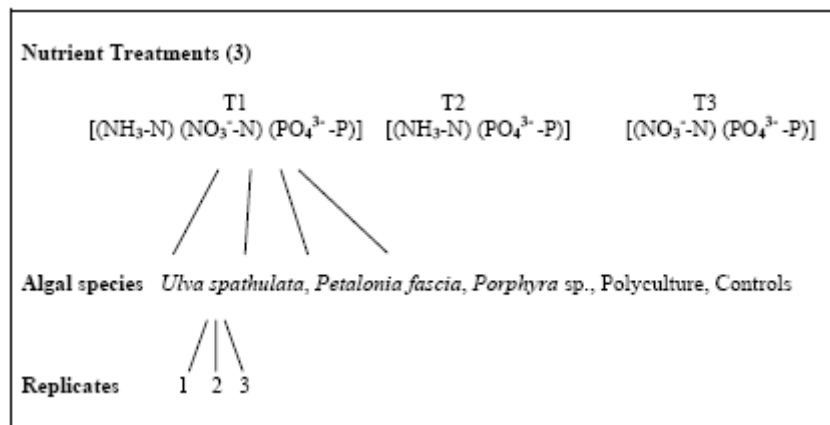 Nutrient Treatments (3)
T1 T2 T3
[(NH₃-N) (NO₃⁻-N) (PO₄³⁻ -P)] [(NH₃-N) (PO₄³⁻ -P)] [(NO₃⁻-N) (PO₄³⁻ -P)]
Algal species Ulva spathulata, Petalonia fascia, Porphyra sp., Polyculture, Controls
Replicates 1 2 3